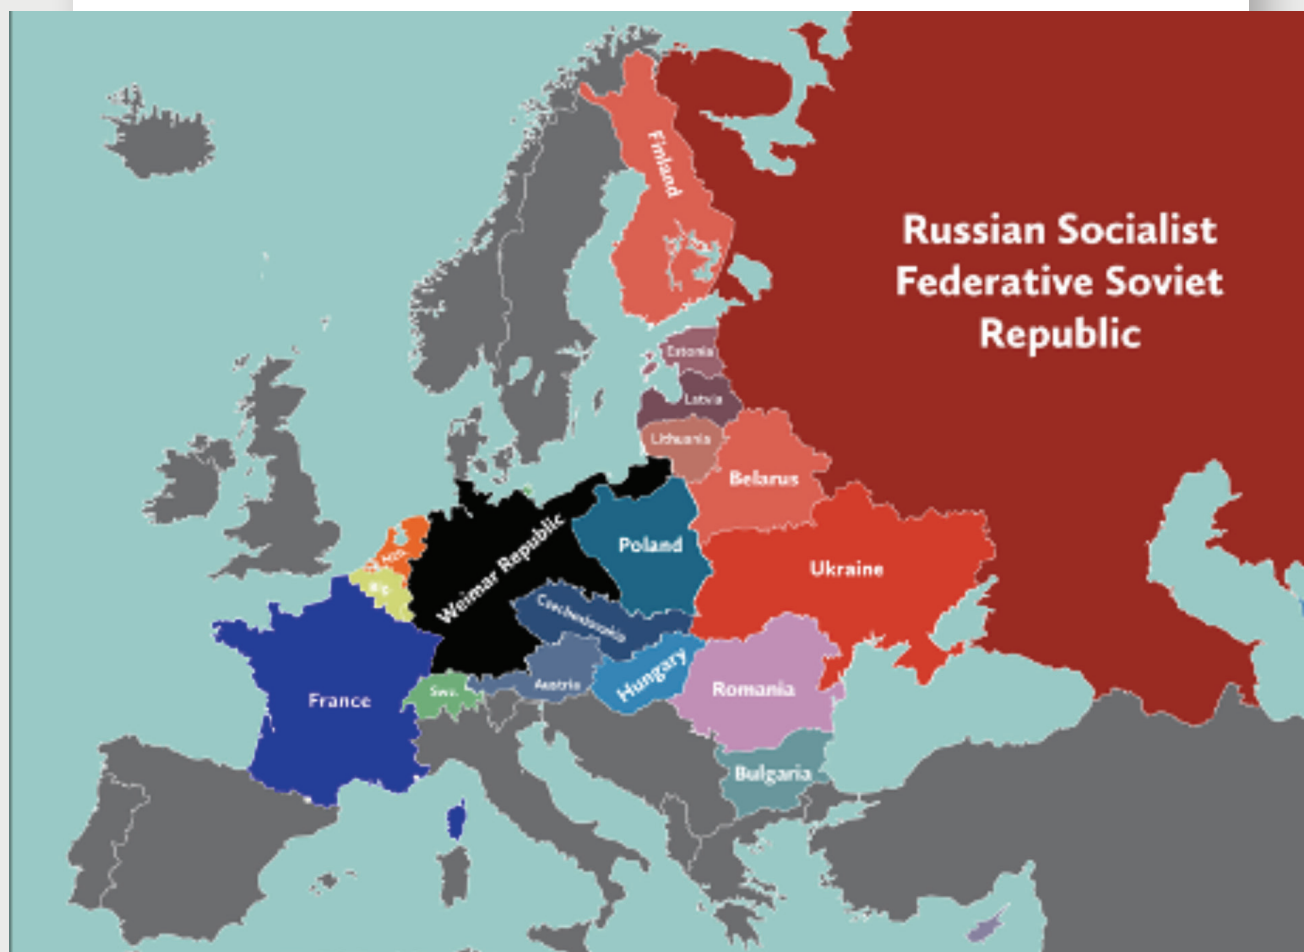 Finland
Russian Socialist
Federative Soviet
Republic
Estonia
Latvia
Lithuania
Belarus
Weimar Republic
Poland
Ukraine
Czechoslovakia
Austria
Hungary
Swz.
France
Romania
Bulgaria